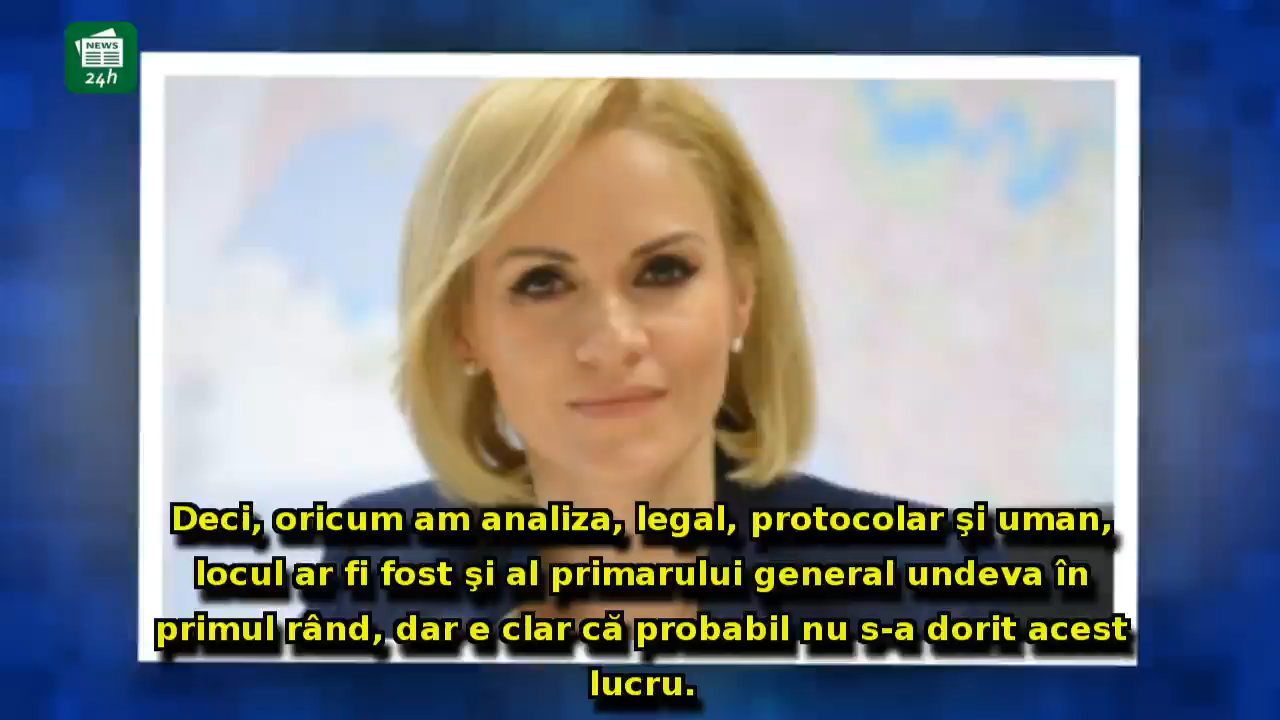 NEWS
24h
Deci, oricum am analiza, legal, protocolar şi uman,
locul ar fi fost şi al primarului general undeva în
primul rând, dar e clar că probabil nu s-a dorit acest
lucru.